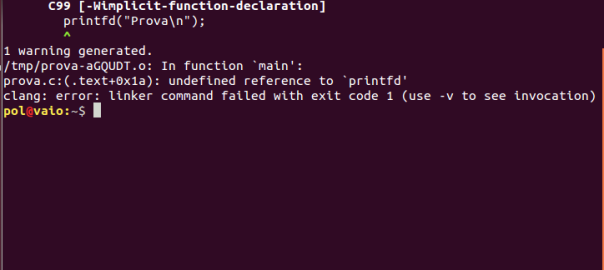 C99 [-Wimplicit-function-declaration]
printfd("Prova\n");
^
1 warning generated.
/tmp/prova-aGQUDT.o: In function `main':
prova.c:(.text+0x1a): undefined reference to `printfd'
clang: error: linker command failed with exit code 1 (use -v to see invocation)
pol@vaio:~$